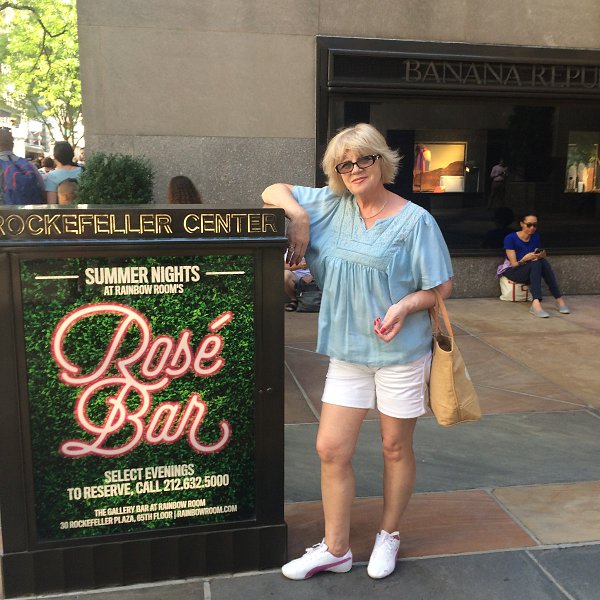 BANANA REPU
ROCKEFELLER CENTER
SUMMER NIGHTS
AT RAINBOW ROOM'S
Rosé
Bar
SELECT EVENINGS
TO RESERVE, CALL 212.632.5000
THE GALLERY BAR AT RAINBOW ROOM
30 ROCKEFELLER PLAZA, 65TH FLOOR | RAINBOWROOM.COM